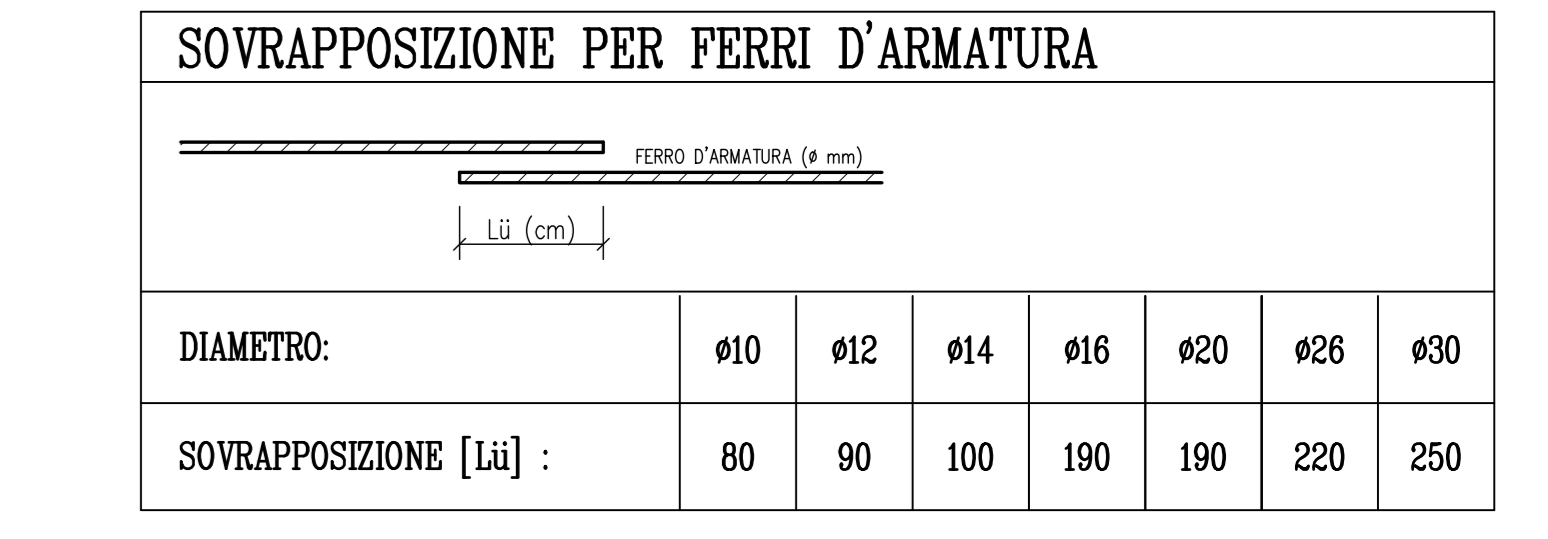 SOVRAPPOSIZIONE PER FERRI D'ARMATURA
FERRO D'ARMATURA (ø mm)
Lü (cm)
DIAMETRO: ø10 ø12 ø14 ø16 ø20 ø26 ø30
SOVRAPPOSIZIONE [Lü] : 80 90 100 190 190 220 250